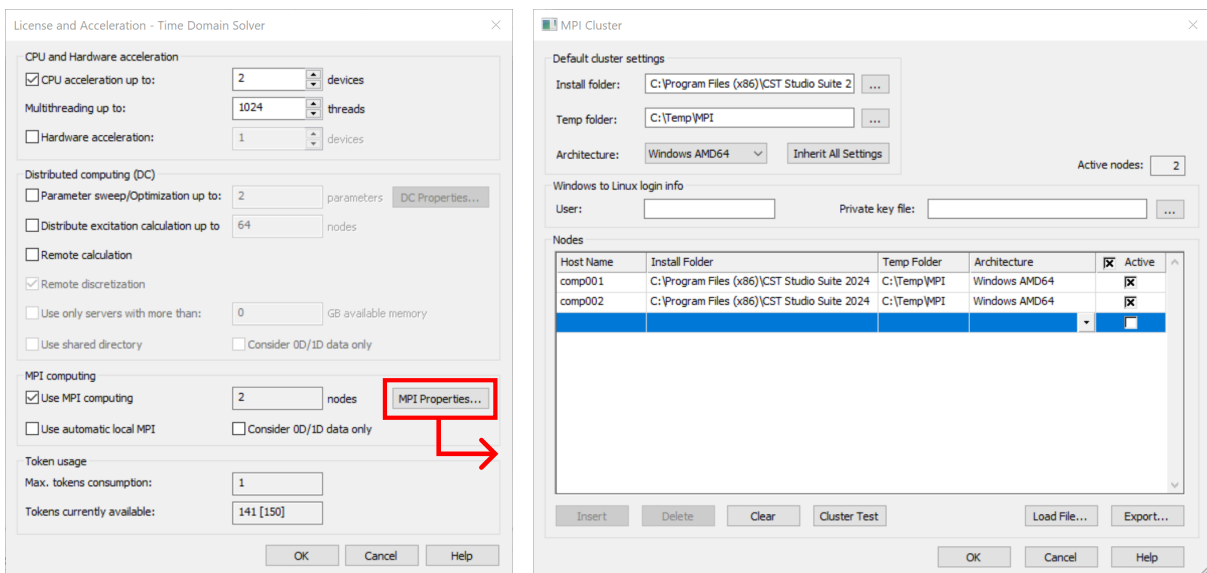 License and Acceleration - Time Domain Solver
CPU and Hardware acceleration
CPU acceleration up to: 2 devices
Multithreading up to: 1024 threads
Hardware acceleration: 1 devices
Distributed computing (DC)
Parameter sweep/Optimization up to: 2 parameters DC Properties...
Distribute excitation calculation up to 64 nodes
Remote calculation
Remote discretization
Use only servers with more than: 0 GB available memory
Use shared directory Consider 0D/1D data only
MPI computing
Use MPI computing 2 nodes MPI Properties...
Use automatic local MPI Consider 0D/1D data only
Token usage
Max. tokens consumption: 1
Tokens currently available: 141 [150]
OK Cancel Help
MPI Cluster
Default cluster settings
Install folder: C:\Program Files (x86)\CST Studio Suite 2 ...
Temp folder: C:\Temp\MPI ...
Architecture: Windows AMD64 Inherit All Settings
Active nodes: 2
Windows to Linux login info
User: Private key file: ...
Nodes
Host Name Install Folder Temp Folder Architecture Active
comp001 C:\Program Files (x86)\CST Studio Suite 2024 C:\Temp\MPI Windows AMD64
comp002 C:\Program Files (x86)\CST Studio Suite 2024 C:\Temp\MPI Windows AMD64
Insert Delete Clear Cluster Test Load File... Export...
OK Cancel Help